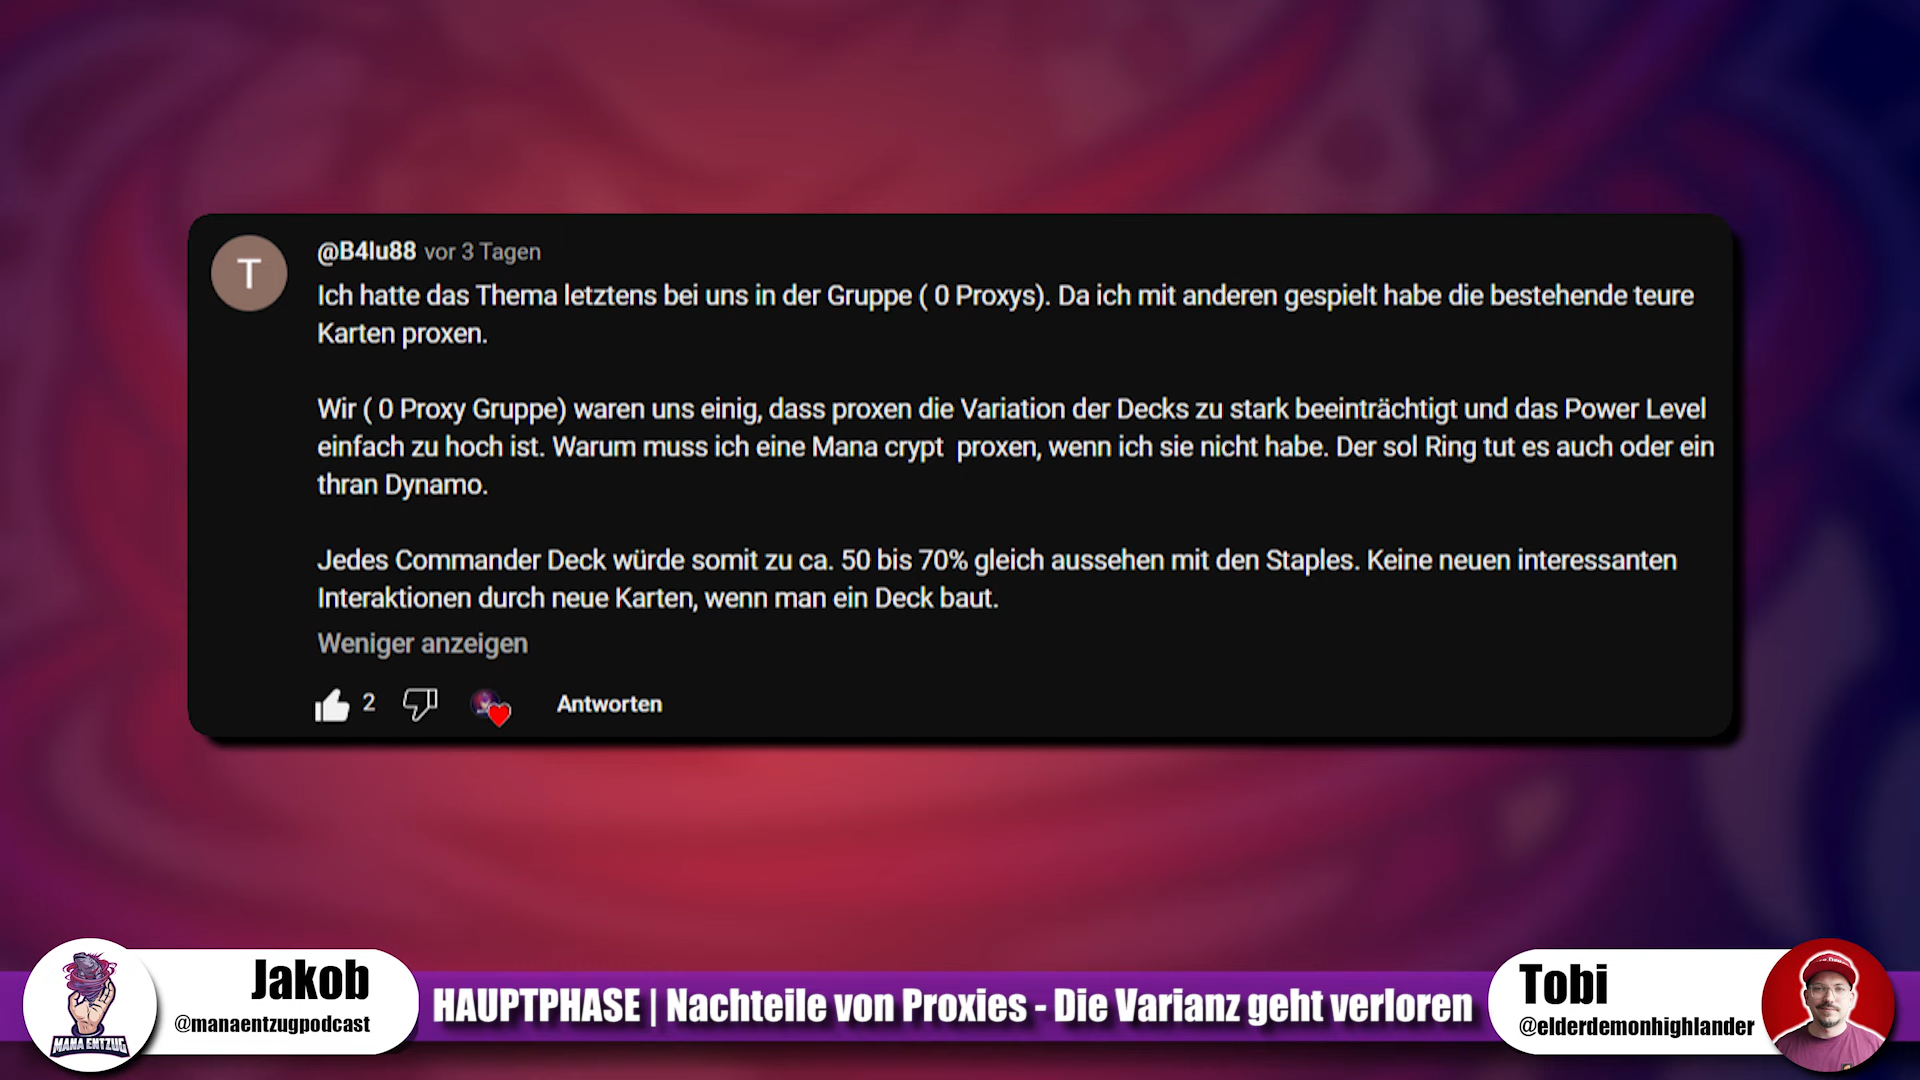 T
@B4lu88 vor 3 Tagen
Ich hatte das Thema letztens bei uns in der Gruppe ( 0 Proxys). Da ich mit anderen gespielt habe die bestehende teure
Karten proxen.
Wir ( 0 Proxy Gruppe) waren uns einig, dass proxen die Variation der Decks zu stark beeinträchtigt und das Power Level
einfach zu hoch ist. Warum muss ich eine Mana crypt  proxen, wenn ich sie nicht habe. Der sol Ring tut es auch oder ein
thran Dynamo.
Jedes Commander Deck würde somit zu ca. 50 bis 70% gleich aussehen mit den Staples. Keine neuen interessanten
Interaktionen durch neue Karten, wenn man ein Deck baut.
Weniger anzeigen
2
Antworten
Jakob
@manaentzugpodcast
MANA ENTZUG
HAUPTPHASE | Nachteile von Proxies - Die Varianz geht verloren
Tobi
@elderdemonhighlander